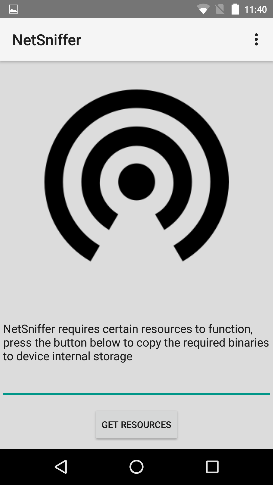 11:40
NetSniffer
NetSniffer requires certain resources to function,
press the button below to copy the required binaries
to device internal storage
GET RESOURCES